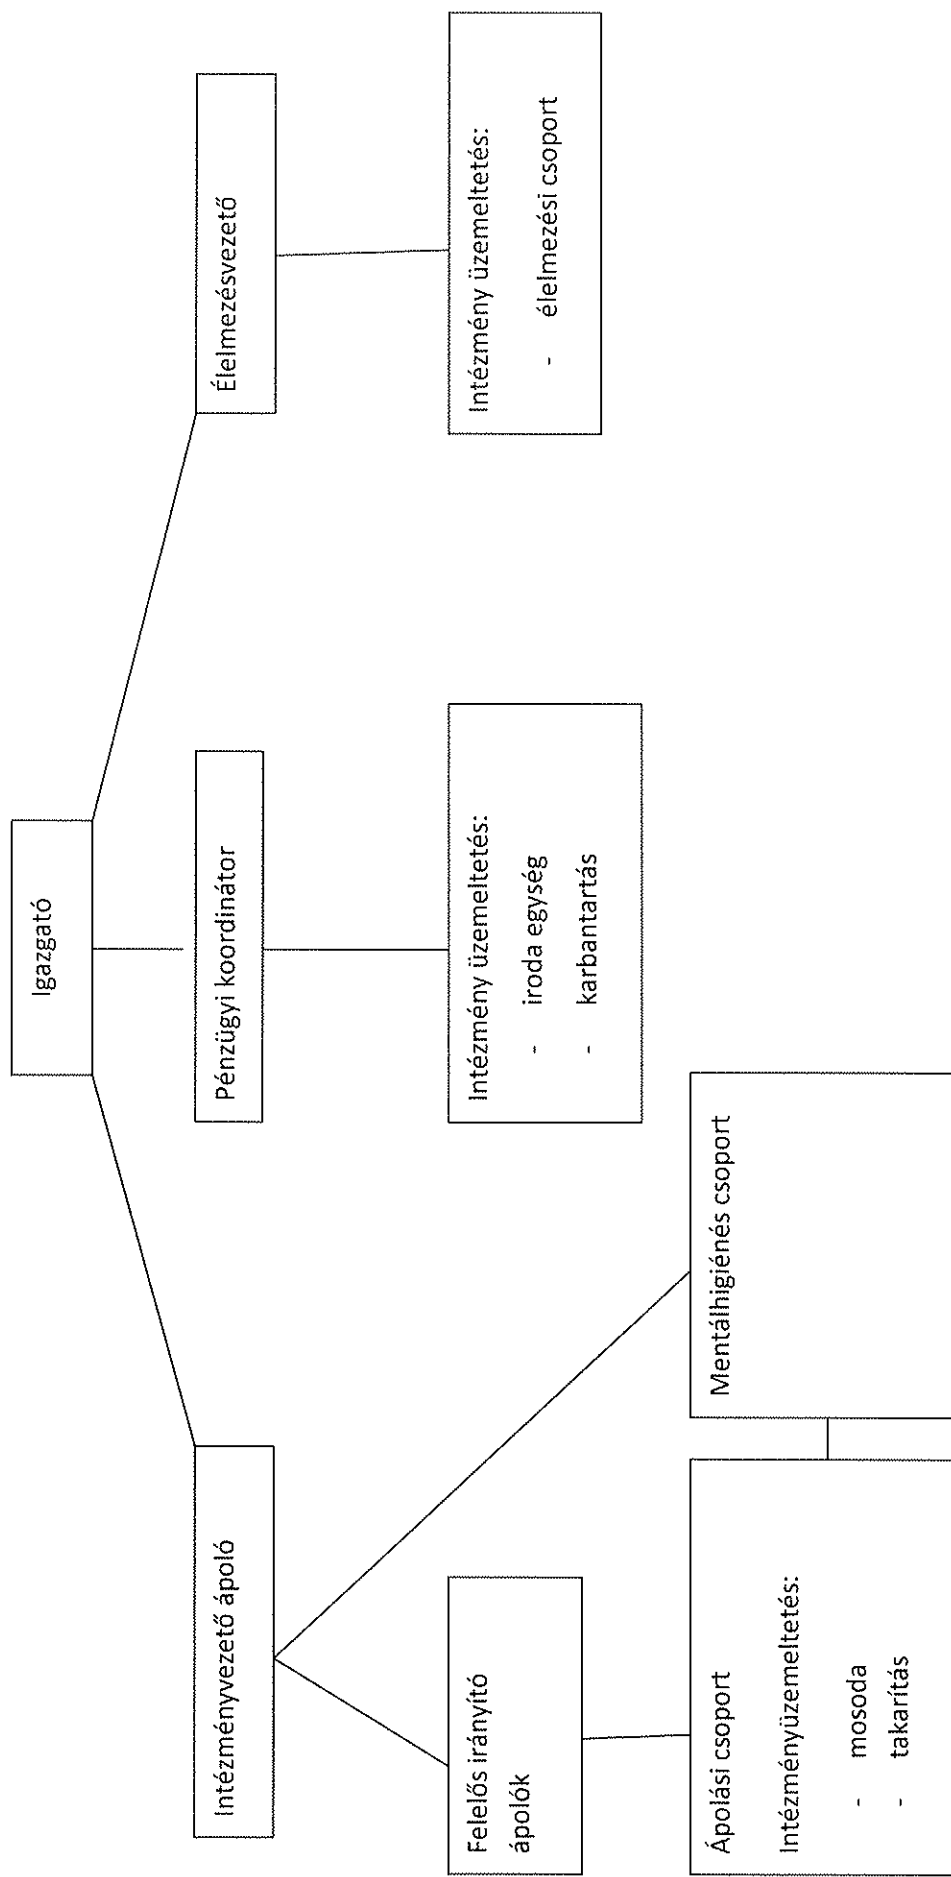 Igazgató
Intézményvezető ápoló
Pénzügyi koordinátor
Élelmezésvezető
Felelős irányító
ápolók
Intézmény üzemeltetés:
- iroda egység
- karbantartás
Intézmény üzemeltetés:
- élelmezési csoport
Ápolási csoport
Intézményüzemeltetés:
- mosoda
- takarítás
Mentálhigiénés csoport